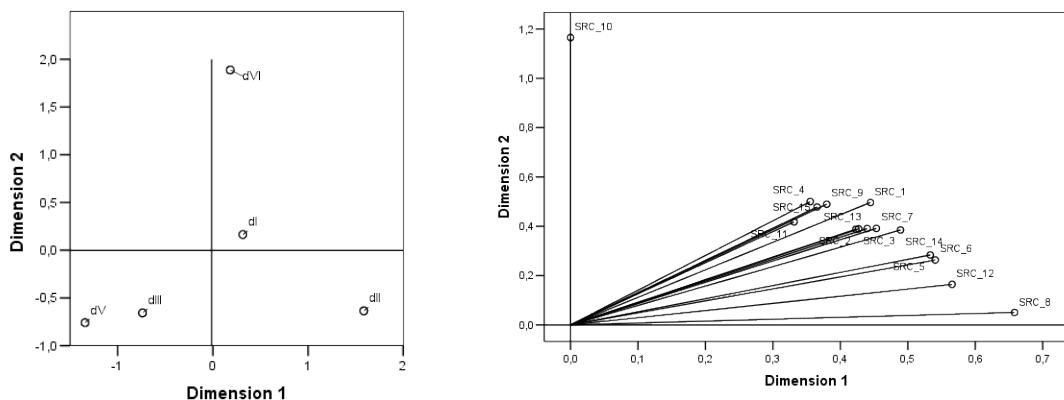 2,0
1,5
1,0
0,5
0,0
-0,5
-1,0
Dimension 2
dVI
dI
dV
dIII
dII
-1
0
1
2
Dimension 1
1,2
1,0
0,8
0,6
0,4
0,2
0,0
Dimension 2
SRC_10
SRC_4
SRC_9
SRC_1
SRC_15
SRC_13
SRC_7
SRC_11
SRC_2
SRC_3
SRC_14
SRC_6
SRC_5
SRC_12
SRC_8
0,0
0,1
0,2
0,3
0,4
0,5
0,6
0,7
Dimension 1